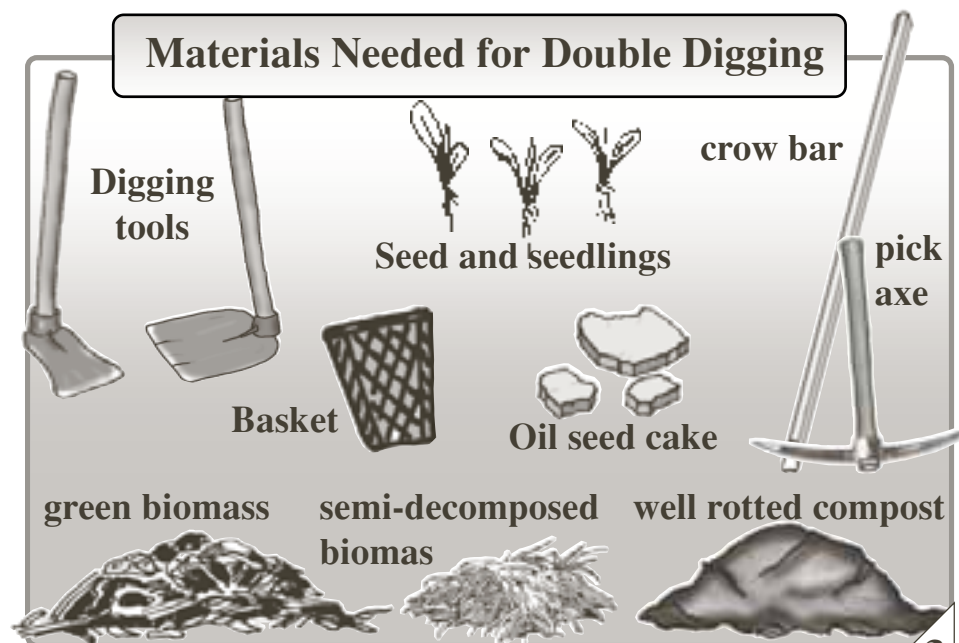 Materials Needed for Double Digging
Digging
tools
Seed and seedlings
crow bar
pick
axe
Basket
Oil seed cake
green biomass
semi-decomposed
biomas
well rotted compost